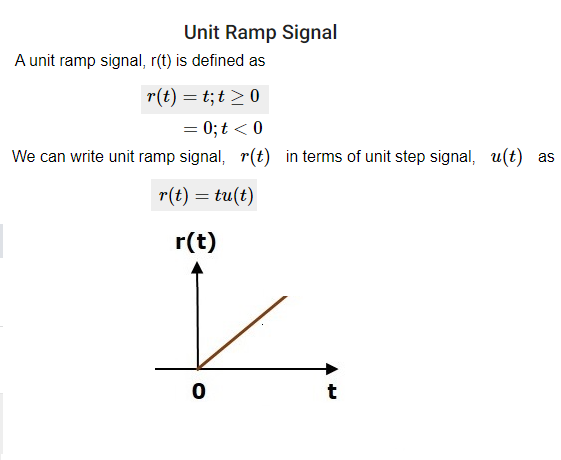 Unit Ramp Signal
A unit ramp signal, r(t) is defined as
r(t) = t; t ≥ 0
= 0; t < 0
We can write unit ramp signal, r(t) in terms of unit step signal, u(t) as
r(t) = tu(t)
r(t)
0 t